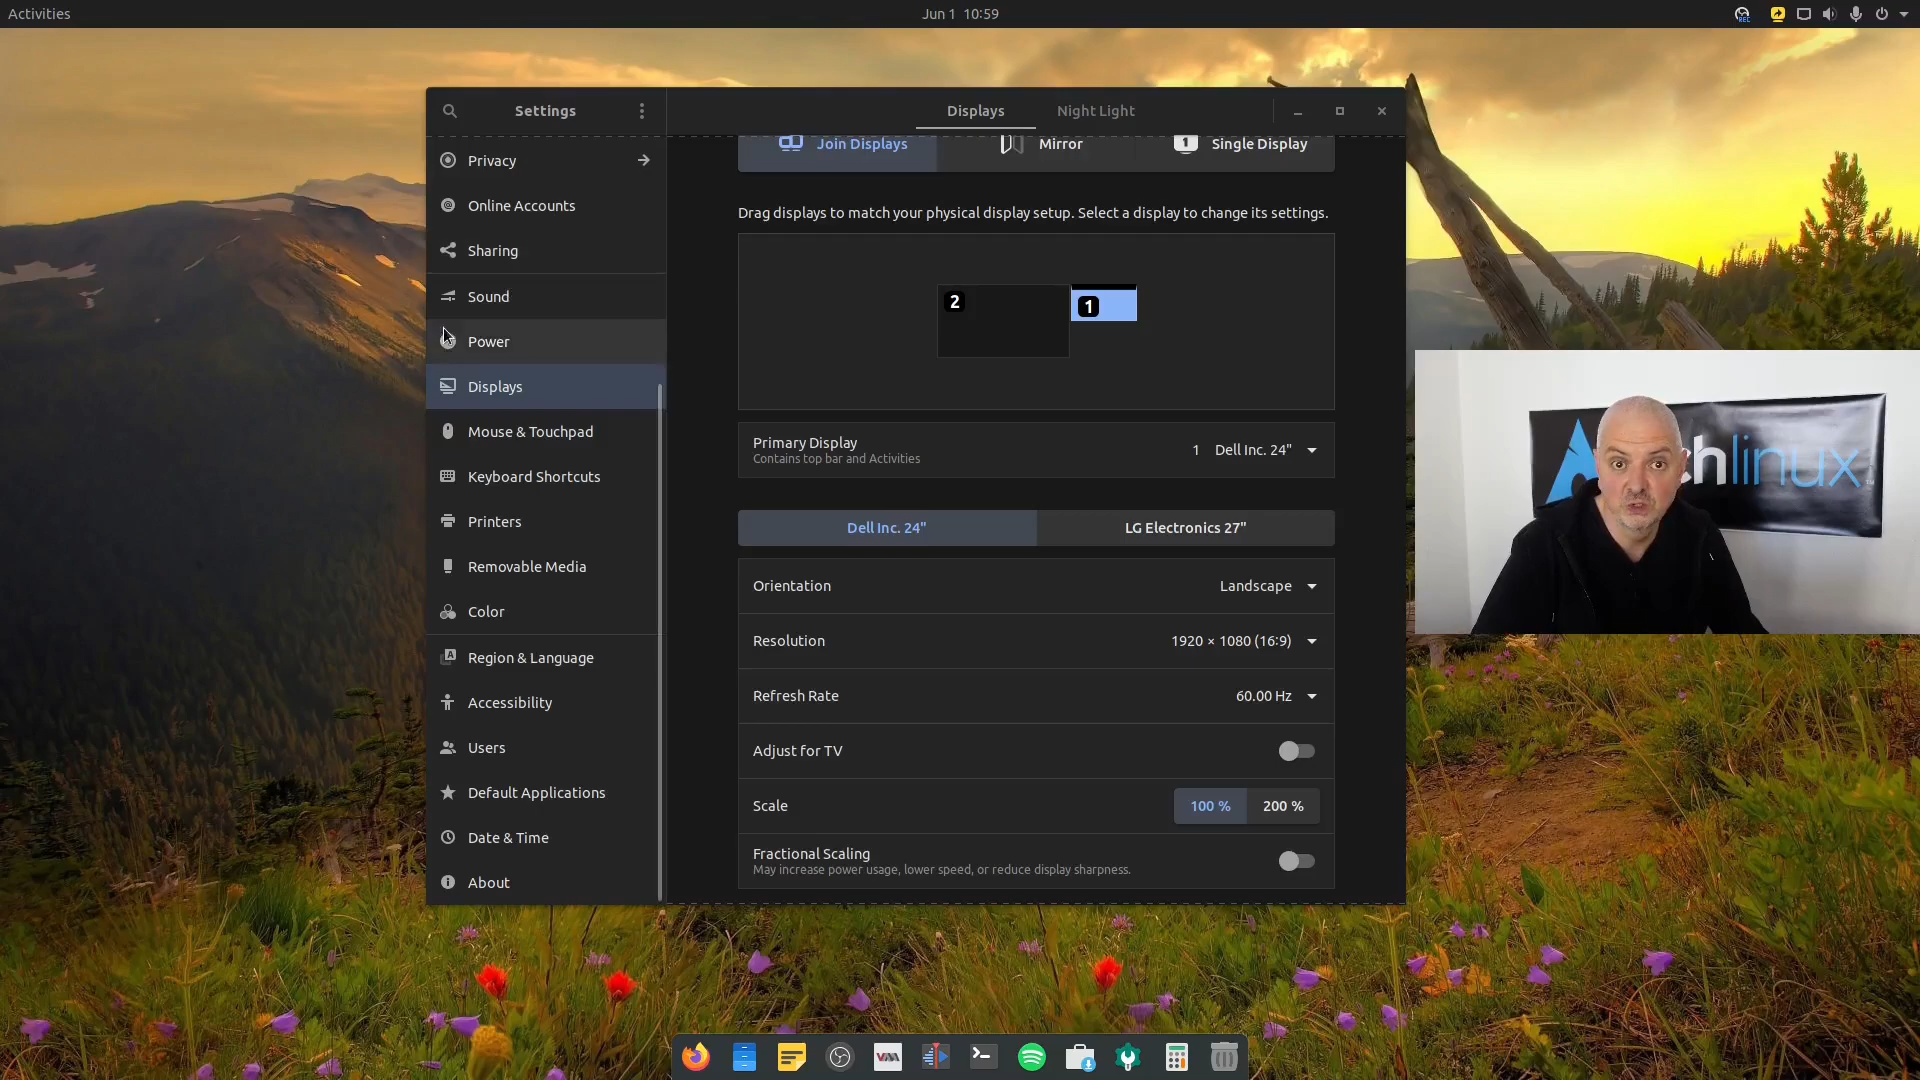 Activities
Jun 1 10:59
REC
Settings
Displays
Night Light
Privacy
Online Accounts
Sharing
Sound
Power
Displays
Mouse & Touchpad
Keyboard Shortcuts
Printers
Removable Media
Color
Region & Language
Accessibility
Users
Default Applications
Date & Time
About
Join Displays
Mirror
1
Single Display
Drag displays to match your physical display setup. Select a display to change its settings.
2
1
Primary Display
Contains top bar and Activities
1 Dell Inc. 24"
Dell Inc. 24"
LG Electronics 27"
Orientation
Landscape
Resolution
1920 × 1080 (16:9)
Refresh Rate
60.00 Hz
Adjust for TV
Scale
100 %
200 %
Fractional Scaling
May increase power usage, lower speed, or reduce display sharpness.
chlinux